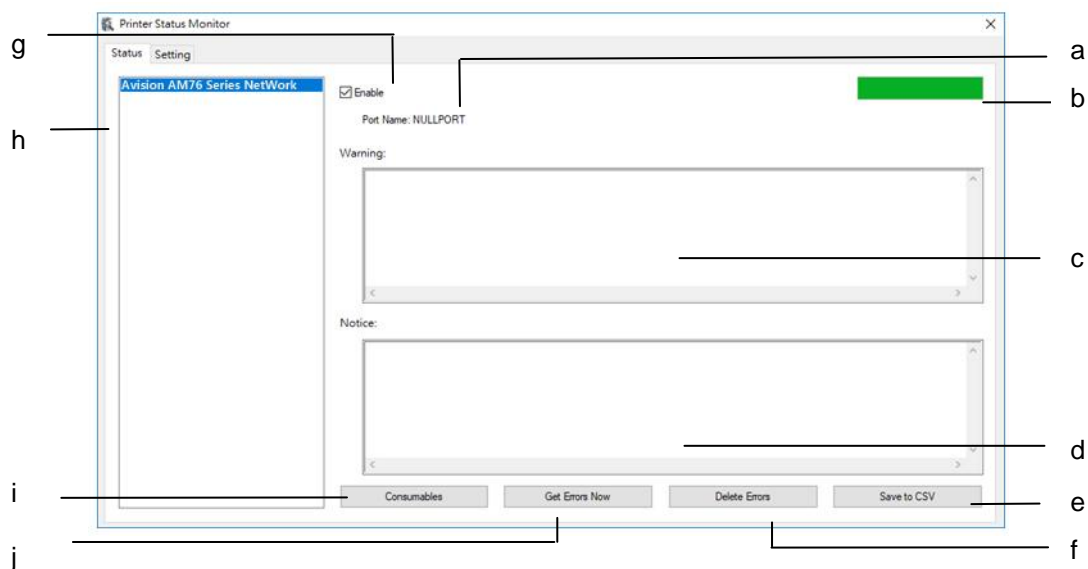 Printer Status Monitor
g
a
Status Setting
Avision AM76 Series NetWork
Enable
b
h
Port Name: NULLPORT
Warning:
c
Notice:
d
i
Consumables Get Errors Now Delete Errors Save to CSV
e
j
f